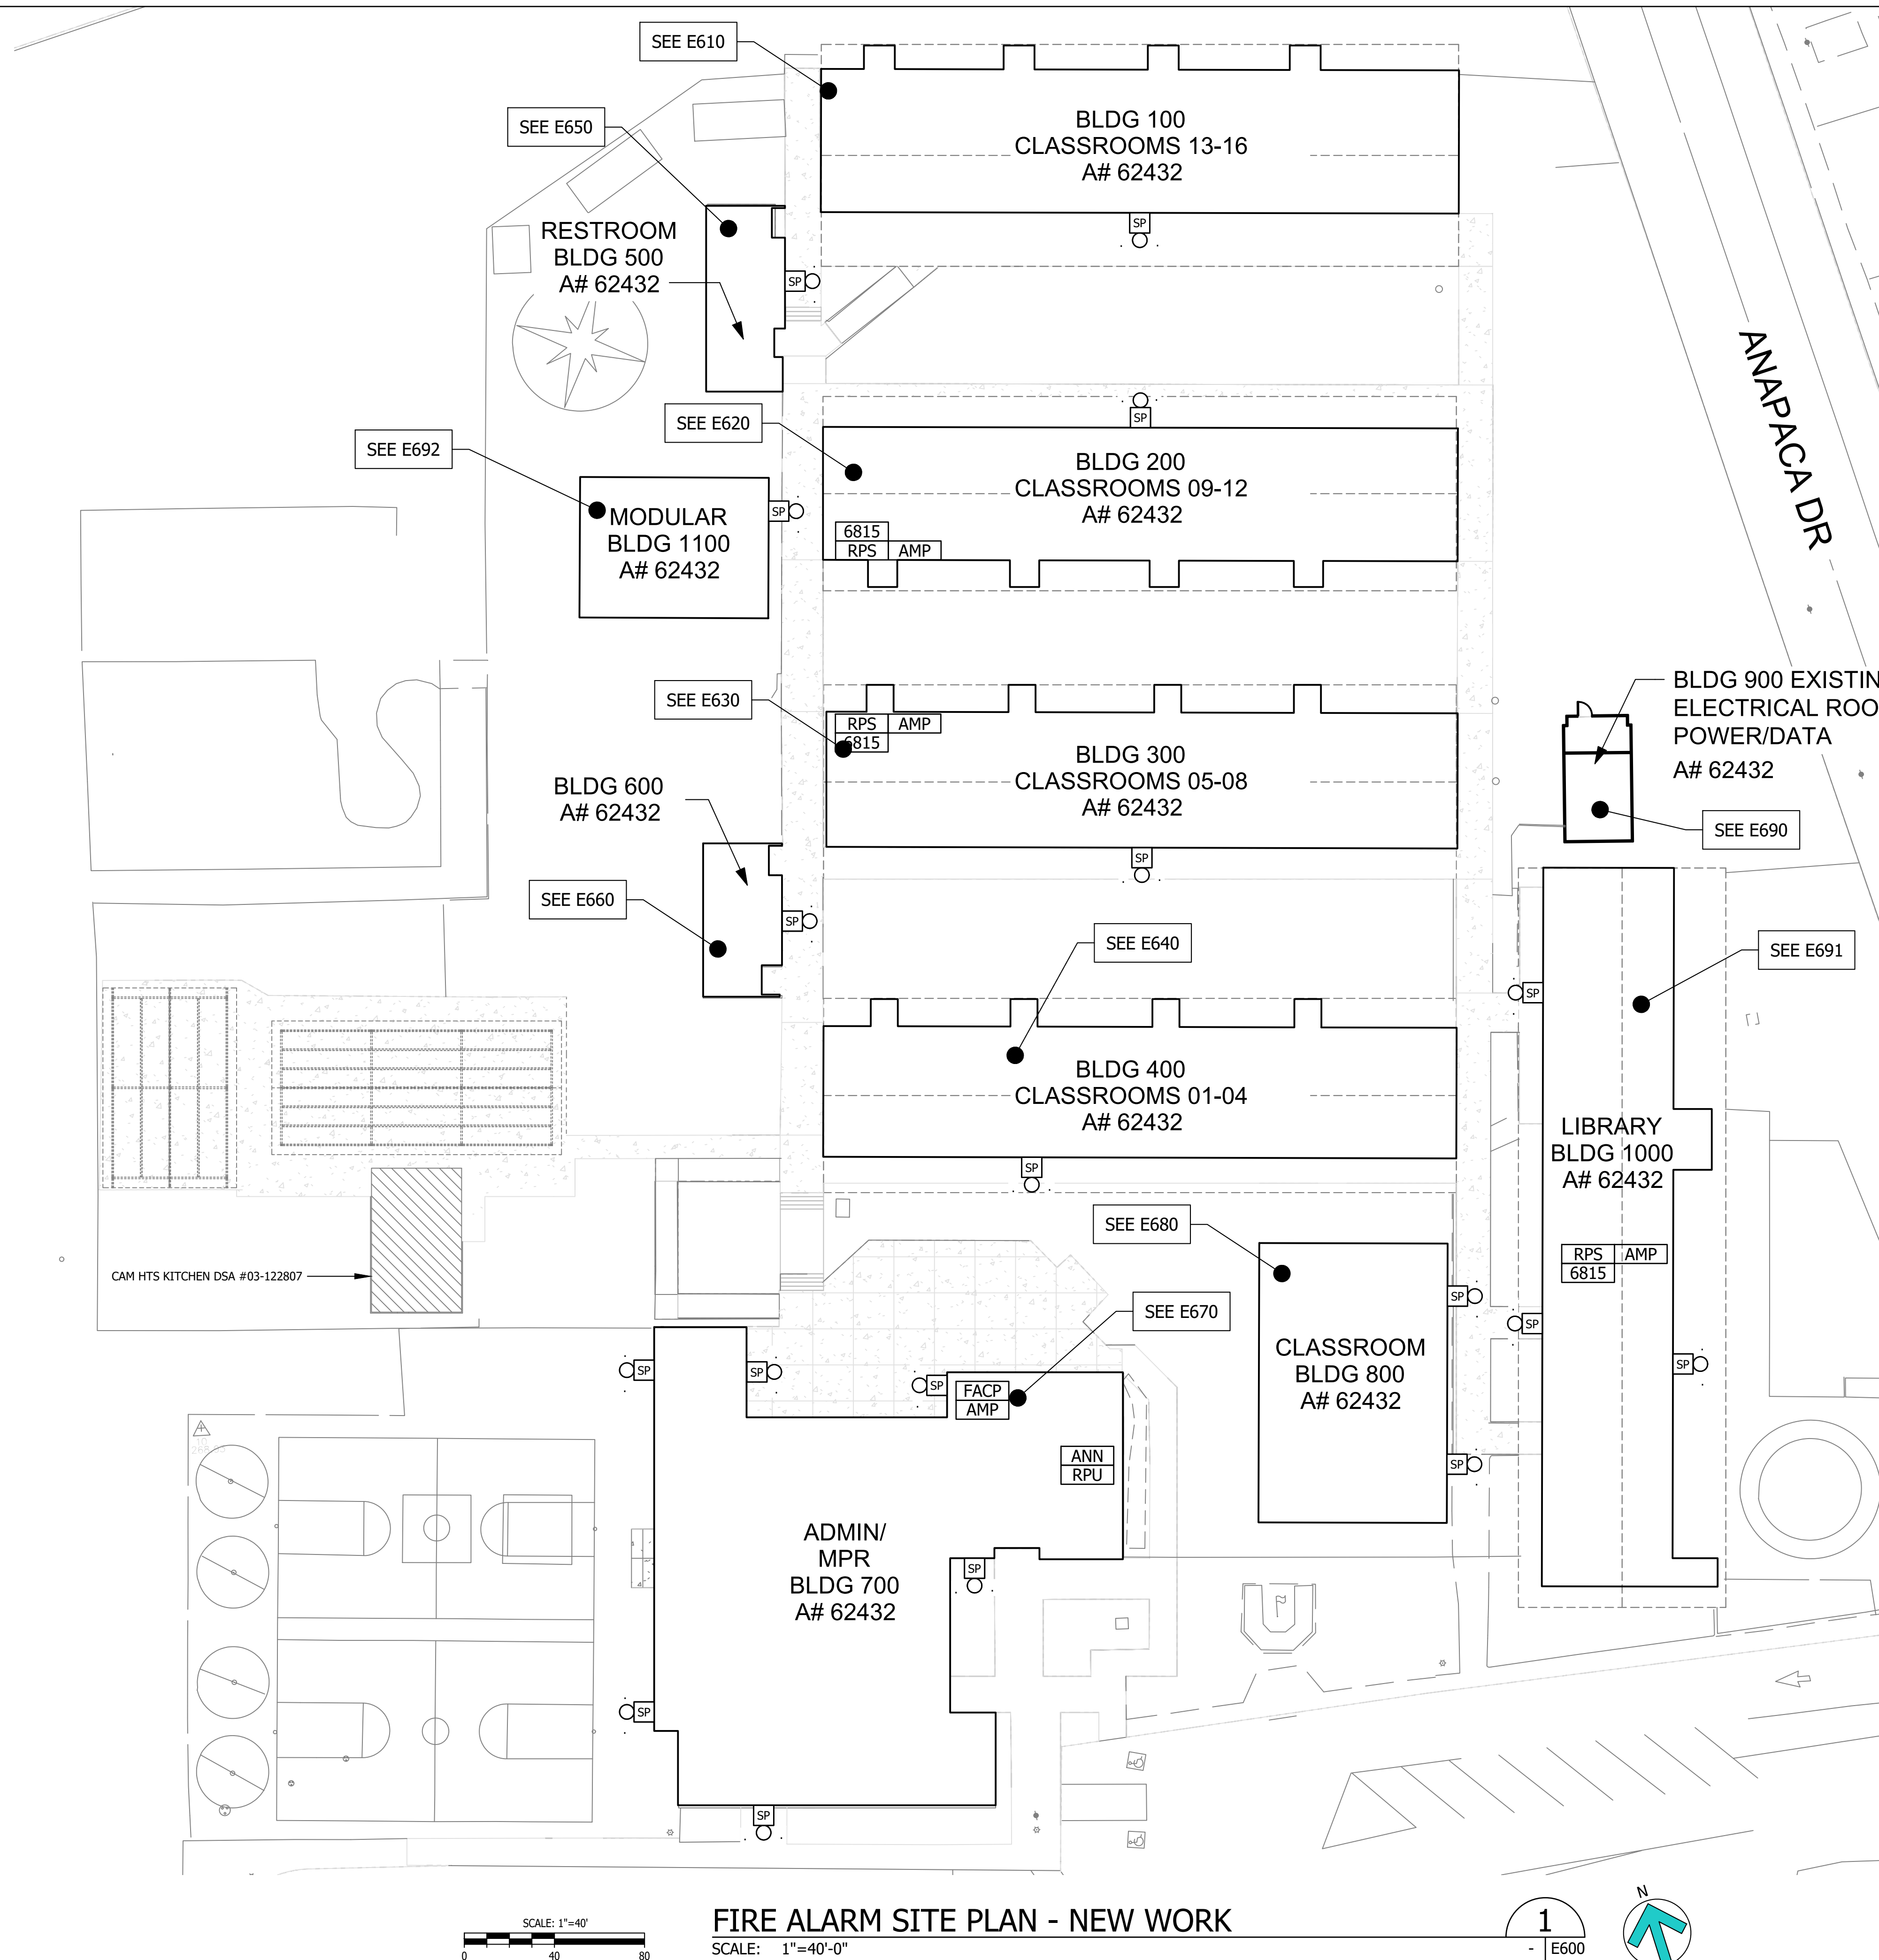 SEE E610
BLDG 100
CLASSROOMS 13-16
A# 62432
SP
SEE E650
RESTROOM
BLDG 500
A# 62432
SP
ANAPACA DR
SEE E620
SP
BLDG 200
CLASSROOMS 09-12
A# 62432
6815
RPS AMP
SEE E692
MODULAR
BLDG 1100
A# 62432
SP
SEE E630
RPS AMP
6815
BLDG 300
CLASSROOMS 05-08
A# 62432
SP
BLDG 900 EXISTIN
ELECTRICAL ROO
POWER/DATA
A# 62432
SEE E690
BLDG 600
A# 62432
SEE E660
SP
SEE E640
BLDG 400
CLASSROOMS 01-04
A# 62432
SP
SEE E691
SP
LIBRARY
BLDG 1000
A# 62432
RPS AMP
6815
SP
SP
CAM HTS KITCHEN DSA #03-122807
SEE E680
CLASSROOM
BLDG 800
A# 62432
SP
SP
SEE E670
SP
SP
SP
FACP
AMP
ANN
RPU
ADMIN/
MPR
BLDG 700
A# 62432
SP
SP
SP
SCALE: 1"=40'
0 40 80
FIRE ALARM SITE PLAN - NEW WORK
SCALE: 1"=40'-0"
1
- E600
N